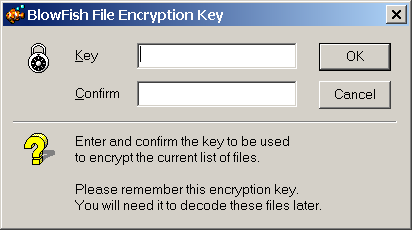 BlowFish File Encryption Key
Key
OK
Confirm
Cancel
Enter and confirm the key to be used
to encrypt the current list of files.
Please remember this encryption key.
You will need it to decode these files later.